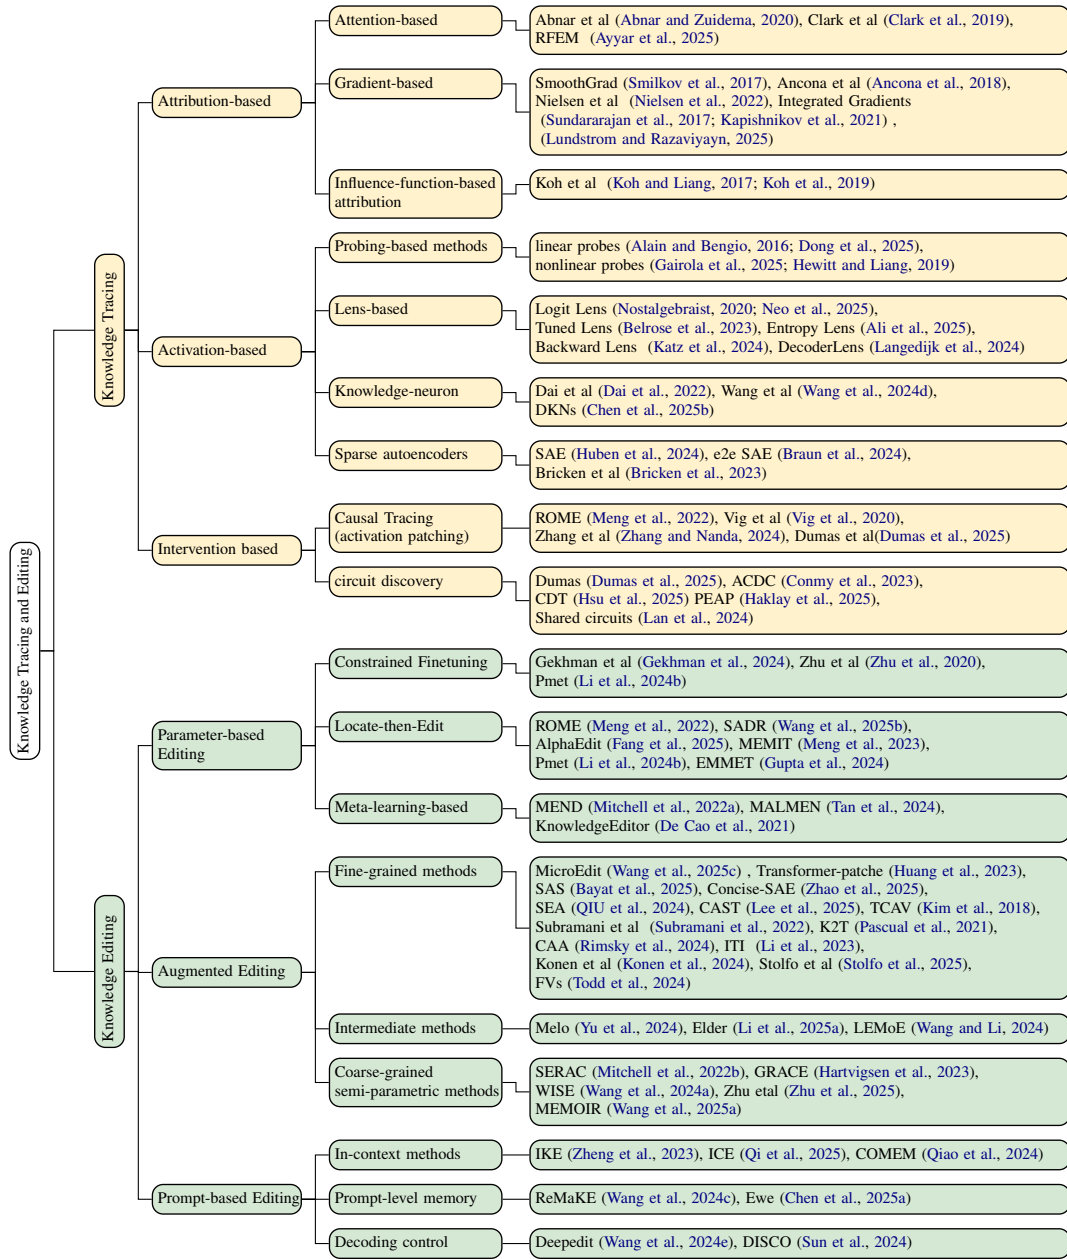 Knowledge Tracing and Editing
Knowledge Tracing
Attribution-based
Attention-based
Abnar et al (Abnar and Zuidema, 2020), Clark et al (Clark et al., 2019),
RFEM (Ayyar et al., 2025)
Gradient-based
SmoothGrad (Smilkov et al., 2017), Ancona et al (Ancona et al., 2018),
Nielsen et al (Nielsen et al., 2022), Integrated Gradients
(Sundararajan et al., 2017; Kapishnikov et al., 2021) ,
(Lundstrom and Razaviyayn, 2025)
Influence-function-based
attribution
Koh et al (Koh and Liang, 2017; Koh et al., 2019)
Activation-based
Probing-based methods
linear probes (Alain and Bengio, 2016; Dong et al., 2025),
nonlinear probes (Gairola et al., 2025; Hewitt and Liang, 2019)
Lens-based
Logit Lens (Nostalgebraist, 2020; Neo et al., 2025),
Tuned Lens (Belrose et al., 2023), Entropy Lens (Ali et al., 2025),
Backward Lens (Katz et al., 2024), DecoderLens (Langedijk et al., 2024)
Knowledge-neuron
Dai et al (Dai et al., 2022), Wang et al (Wang et al., 2024d),
DKNs (Chen et al., 2025b)
Sparse autoencoders
SAE (Huben et al., 2024), e2e SAE (Braun et al., 2024),
Bricken et al (Bricken et al., 2023)
Intervention based
Causal Tracing
(activation patching)
ROME (Meng et al., 2022), Vig et al (Vig et al., 2020),
Zhang et al (Zhang and Nanda, 2024), Dumas et al(Dumas et al., 2025)
circuit discovery
Dumas (Dumas et al., 2025), ACDC (Conmy et al., 2023),
CDT (Hsu et al., 2025) PEAP (Haklay et al., 2025),
Shared circuits (Lan et al., 2024)
Knowledge Editing
Parameter-based
Editing
Constrained Finetuning
Gekhman et al (Gekhman et al., 2024), Zhu et al (Zhu et al., 2020),
Pmet (Li et al., 2024b)
Locate-then-Edit
ROME (Meng et al., 2022), SADR (Wang et al., 2025b),
AlphaEdit (Fang et al., 2025), MEMIT (Meng et al., 2023),
Pmet (Li et al., 2024b), EMMET (Gupta et al., 2024)
Meta-learning-based
MEND (Mitchell et al., 2022a), MALMEN (Tan et al., 2024),
KnowledgeEditor (De Cao et al., 2021)
Augmented Editing
Fine-grained methods
MicroEdit (Wang et al., 2025c) , Transformer-patche (Huang et al., 2023),
SAS (Bayat et al., 2025), Concise-SAE (Zhao et al., 2025),
SEA (QIU et al., 2024), CAST (Lee et al., 2025), TCAV (Kim et al., 2018),
Subramani et al (Subramani et al., 2022), K2T (Pascual et al., 2021),
CAA (Rimsky et al., 2024), ITI (Li et al., 2023),
Konen et al (Konen et al., 2024), Stolfo et al (Stolfo et al., 2025),
FVs (Todd et al., 2024)
Intermediate methods
Melo (Yu et al., 2024), Elder (Li et al., 2025a), LEMoE (Wang and Li, 2024)
Coarse-grained
semi-parametric methods
SERAC (Mitchell et al., 2022b), GRACE (Hartvigsen et al., 2023),
WISE (Wang et al., 2024a), Zhu etal (Zhu et al., 2025),
MEMOIR (Wang et al., 2025a)
Prompt-based Editing
In-context methods
IKE (Zheng et al., 2023), ICE (Qi et al., 2025), COMEM (Qiao et al., 2024)
Prompt-level memory
ReMaKE (Wang et al., 2024c), Ewe (Chen et al., 2025a)
Decoding control
Deepedit (Wang et al., 2024e), DISCO (Sun et al., 2024)